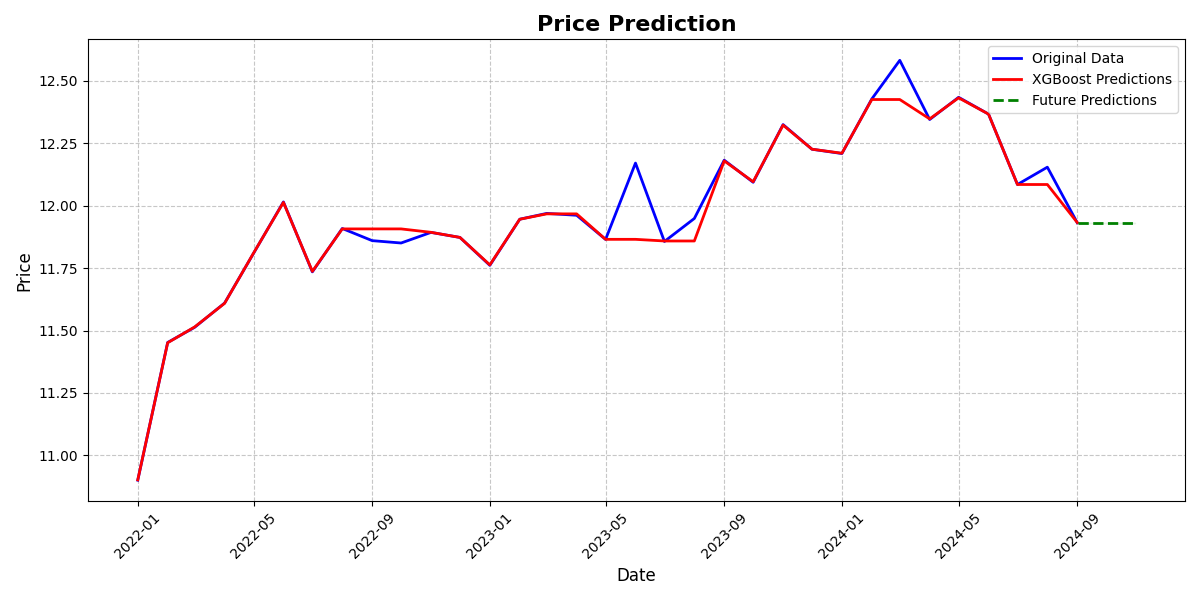 Price Prediction
Original Data
XGBoost Predictions
Future Predictions
12.50
12.25
12.00
11.75
11.50
11.25
11.00
Price
2022-01
2022-05
2022-09
2023-01
2023-05
2023-09
2024-01
2024-05
2024-09
Date